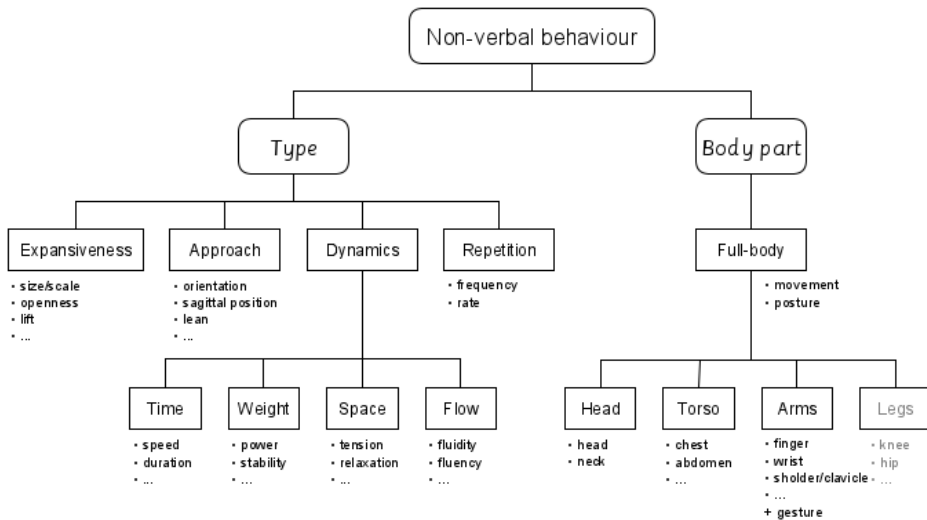 Non-verbal behaviour
Type
Body part
Expansiveness
• size/scale
• openness
• lift
• ...
Approach
• orientation
• sagittal position
• lean
• ...
Dynamics
Repetition
• frequency
• rate
Full-body
• movement
• posture
Time
• speed
• duration
• ...
Weight
• power
• stability
• ...
Space
• tension
• relaxation
• ...
Flow
• fluidity
• fluency
• ...
Head
• head
• neck
Torso
• chest
• abdomen
• ...
Arms
• finger
• wrist
• sholder/clavicle
• ...
+ gesture
Legs
• knee
• hip
• ...